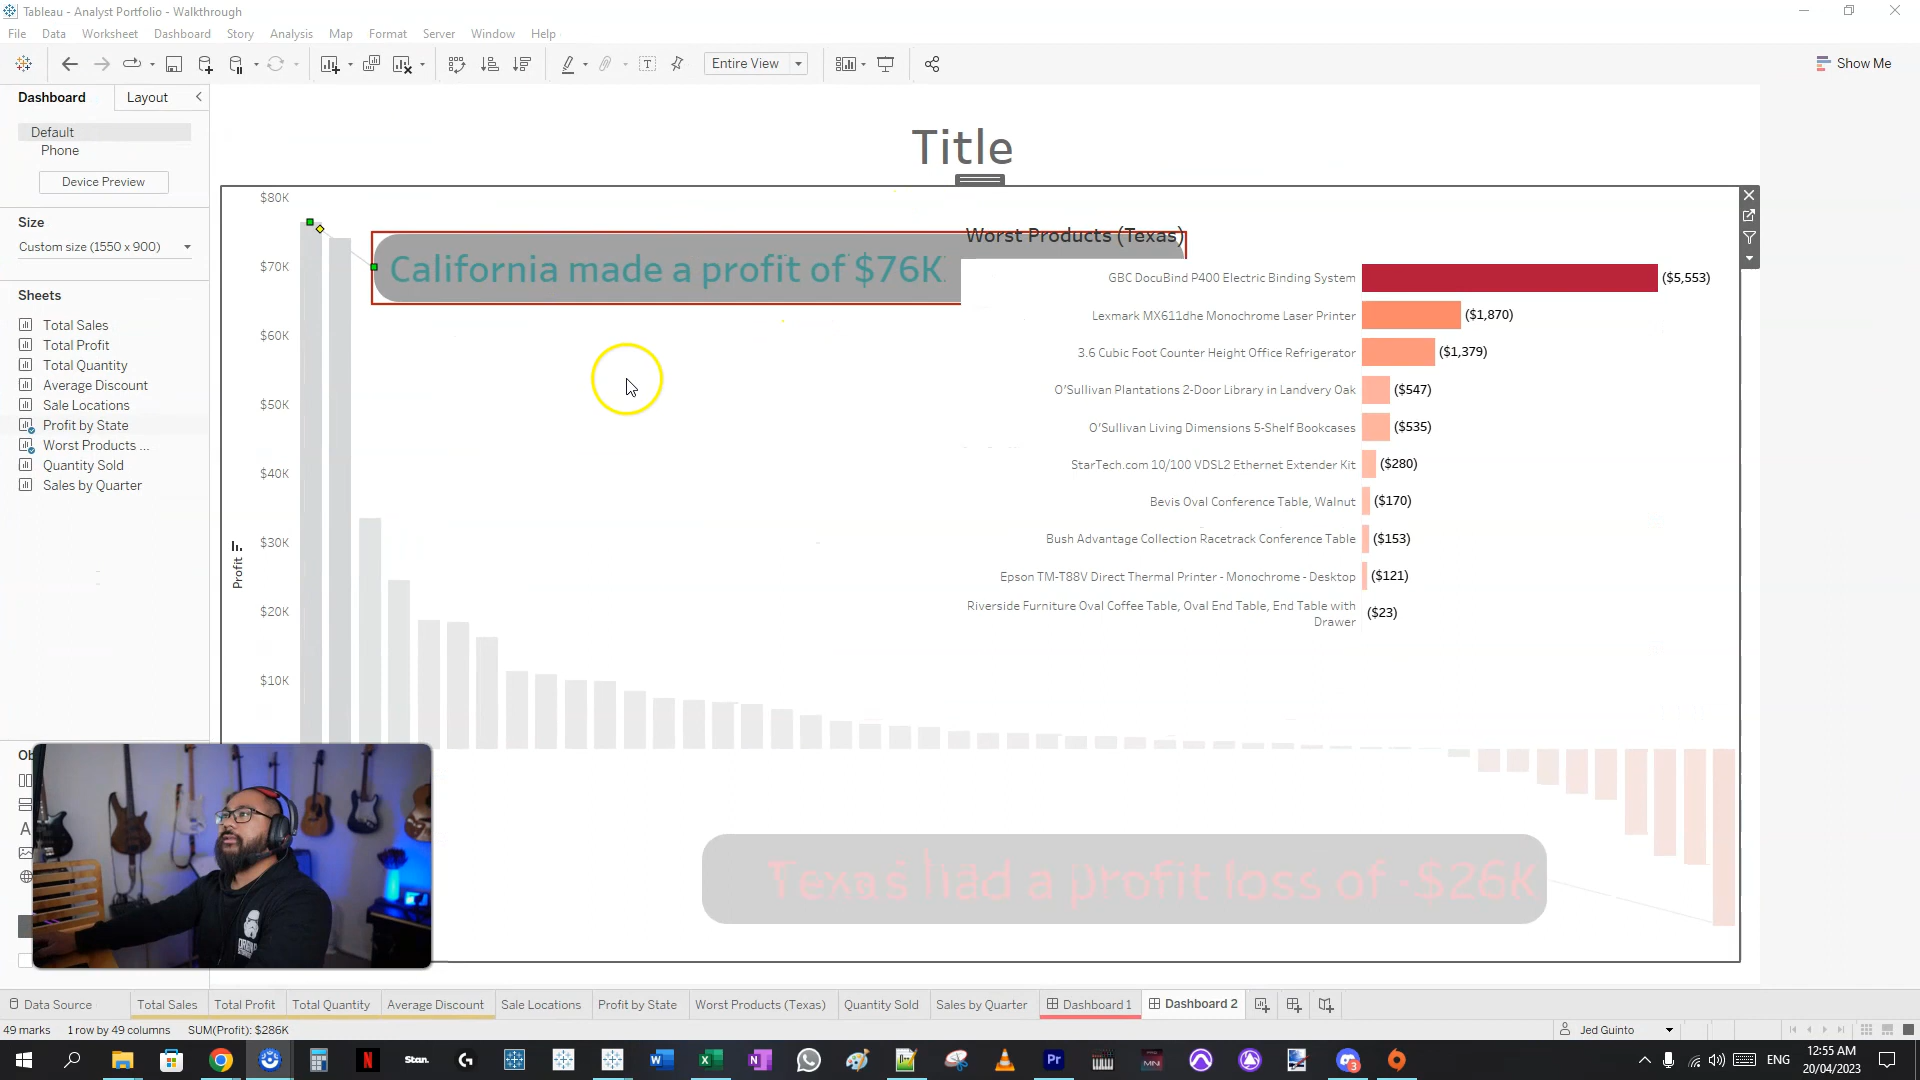 Tableau - Analyst Portfolio - Walkthrough
File Data Worksheet Dashboard Story Analysis Map Format Server Window Help
Entire View
Show Me
Dashboard Layout
Default
Phone
Device Preview
Size
Custom size (1550 x 900)
Sheets
Total Sales
Total Profit
Total Quantity
Average Discount
Sale Locations
Profit by State
Worst Products ...
Quantity Sold
Sales by Quarter
Title
$80K
$70K
$60K
$50K
$40K
$30K
$20K
$10K
Profit
California made a profit of $76K
Worst Products (Texas)
GBC DocuBind P400 Electric Binding System ($5,553)
Lexmark MX611dhe Monochrome Laser Printer ($1,870)
3.6 Cubic Foot Counter Height Office Refrigerator ($1,379)
O'Sullivan Plantations 2-Door Library in Landvery Oak ($547)
O'Sullivan Living Dimensions 5-Shelf Bookcases ($535)
StarTech.com 10/100 VDSL2 Ethernet Extender Kit ($280)
Bevis Oval Conference Table, Walnut ($170)
Bush Advantage Collection Racetrack Conference Table ($153)
Epson TM-T88V Direct Thermal Printer - Monochrome - Desktop ($121)
Riverside Furniture Oval Coffee Table, Oval End Table, End Table with
Drawer ($23)
Texas had a profit loss of -$26K
Data Source Total Sales Total Profit Total Quantity Average Discount Sale Locations Profit by State Worst Products (Texas) Quantity Sold Sales by Quarter Dashboard 1 Dashboard 2
49 marks 1 row by 49 columns SUM(Profit): $286K
Jed Guinto
Stan.
ENG
12:55 AM
20/04/2023